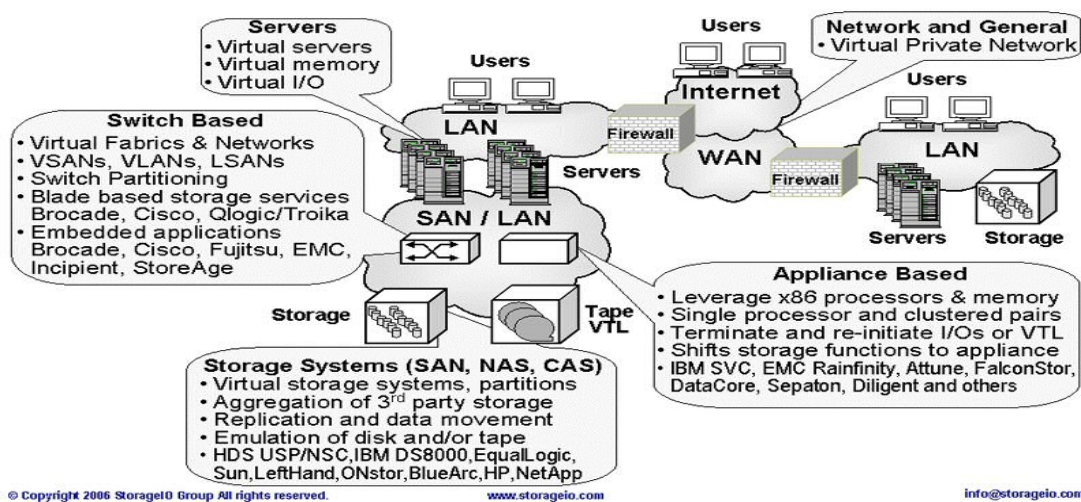 Servers
• Virtual servers
• Virtual memory
• Virtual I/O
Users
Users
Network and General
• Virtual Private Network
Users
Internet
LAN
Firewall
WAN
Firewall
LAN
Servers
Servers
Storage
Switch Based
• Virtual Fabrics & Networks
• VSANs, VLANs, LSANs
• Switch Partitioning
• Blade based storage services
Brocade, Cisco, Qlogic/Troika
• Embedded applications
Brocade, Cisco, Fujitsu, EMC,
Incipient, StoreAge
SAN / LAN
Storage
Tape
VTL
Appliance Based
• Leverage x86 processors & memory
• Single processor and clustered pairs
• Terminate and re-initiate I/Os or VTL
• Shifts storage functions to appliance
• IBM SVC, EMC Rainfinity, Attune, FalconStor,
DataCore, Sepaton, Diligent and others
Storage Systems (SAN, NAS, CAS)
• Virtual storage systems, partitions
• Aggregation of 3rd party storage
• Replication and data movement
• Emulation of disk and/or tape
• HDS USP/NSC,IBM DS8000,EqualLogic,
Sun,LeftHand,ONstor,BlueArc,HP,NetApp
© Copyright 2006 StorageIO Group All rights reserved.
www.storageio.com
info@storageio.com